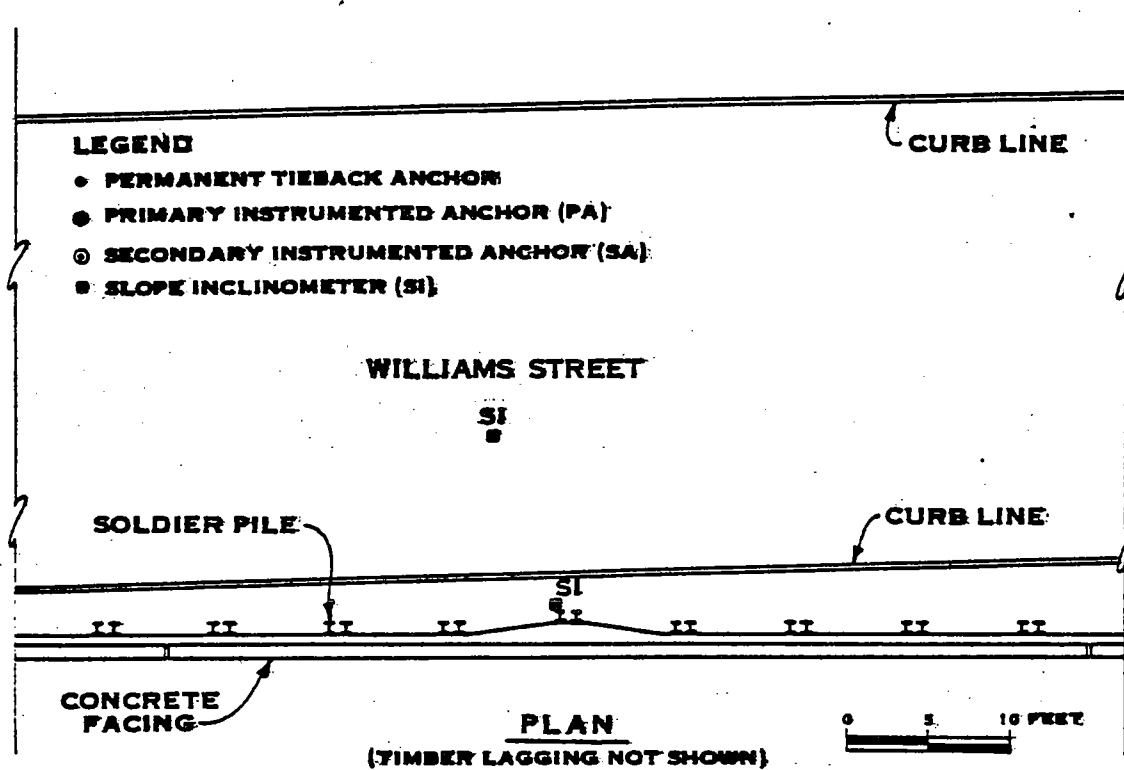 CURB LINE
LEGEND
PERMANENT TIEBACK ANCHOR
PRIMARY INSTRUMENTED ANCHOR (PA)
SECONDARY INSTRUMENTED ANCHOR (SA)
SLOPE INCLINOMETER (SI)
WILLIAMS STREET
SI
SOLDIER PILE
CURB LINE
SI
CONCRETE
FACING
PLAN
(TIMBER LAGGING NOT SHOWN)
0 5 10 FEET